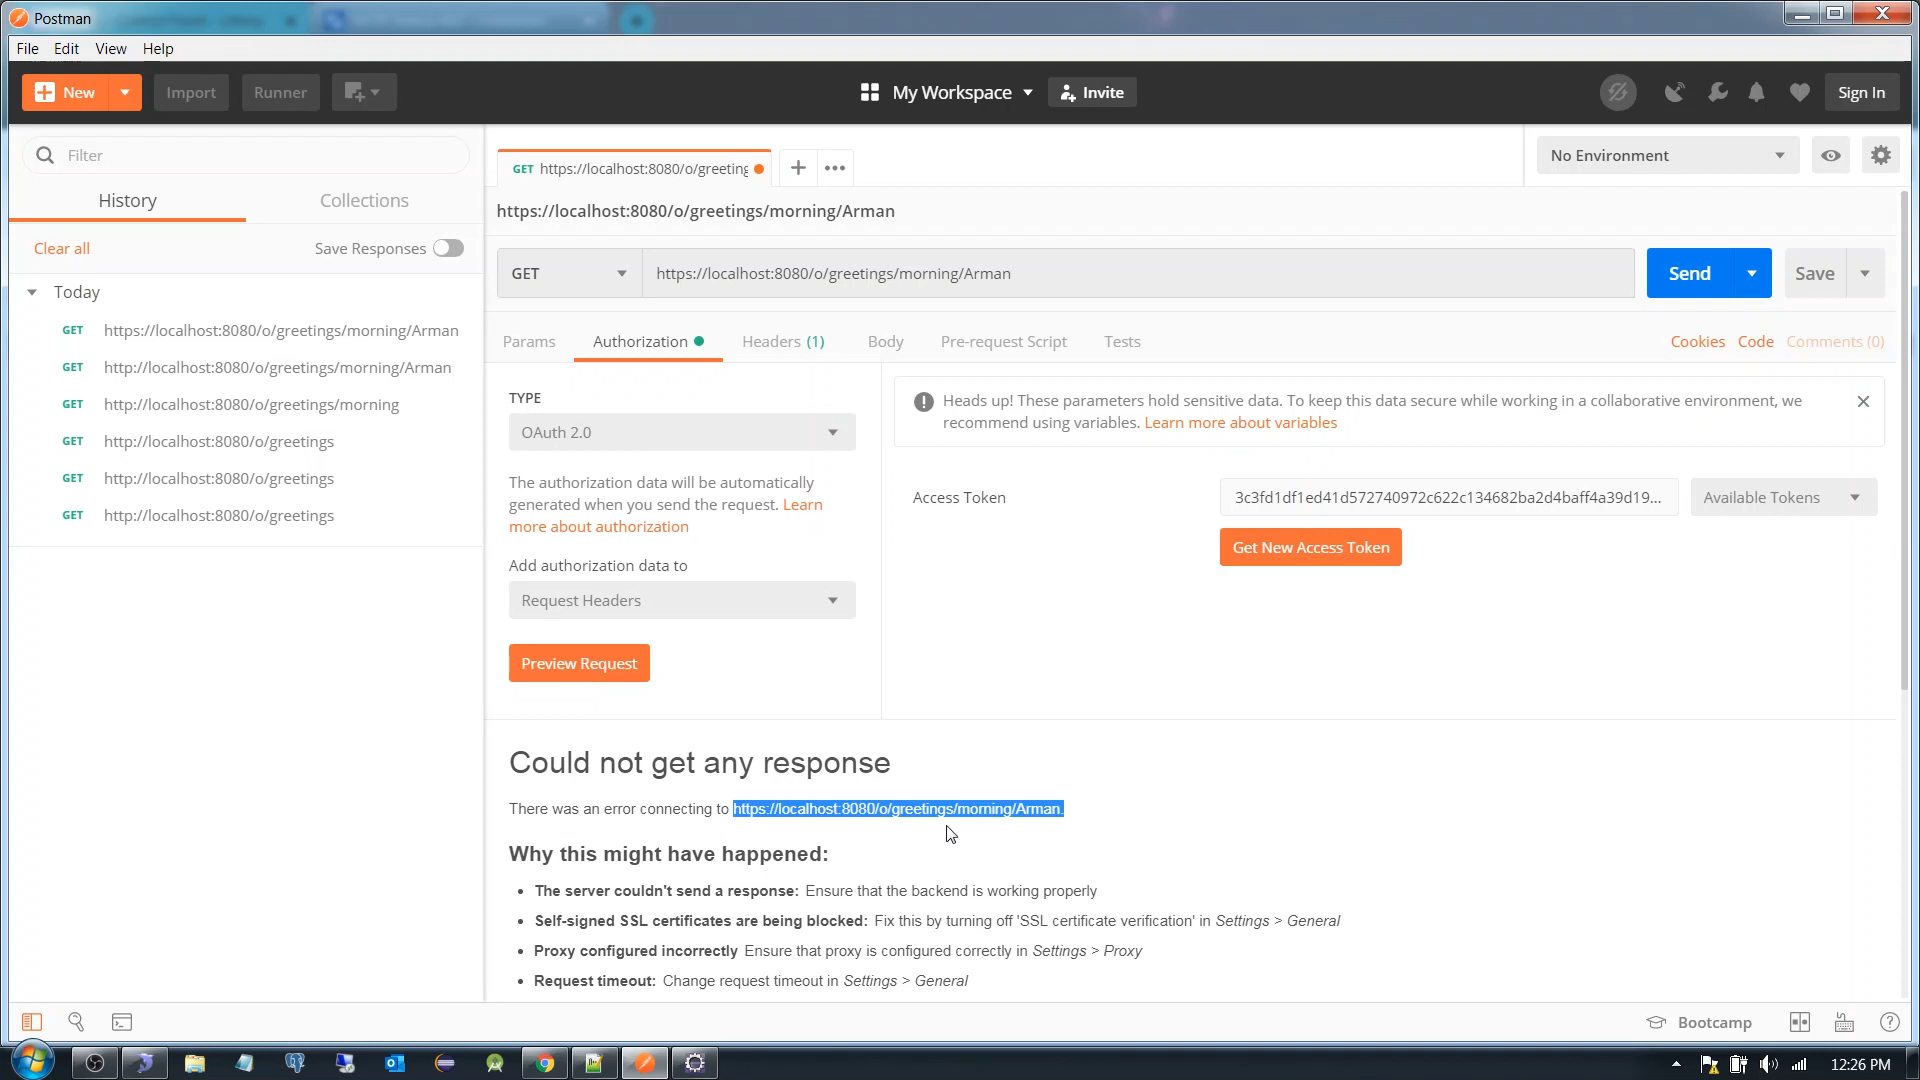 Postman
File Edit View Help
New Import Runner My Workspace Invite Sign In
Filter
History Collections
Clear all Save Responses
Today
GET https://localhost:8080/o/greetings/morning/Arman
GET http://localhost:8080/o/greetings/morning/Arman
GET http://localhost:8080/o/greetings/morning
GET http://localhost:8080/o/greetings
GET http://localhost:8080/o/greetings
GET http://localhost:8080/o/greetings
GET https://localhost:8080/o/greeting
No Environment
https://localhost:8080/o/greetings/morning/Arman
GET https://localhost:8080/o/greetings/morning/Arman Send Save
Params Authorization Headers (1) Body Pre-request Script Tests Cookies Code Comments (0)
TYPE
OAuth 2.0
The authorization data will be automatically
generated when you send the request. Learn
more about authorization
Add authorization data to
Request Headers
Preview Request
Heads up! These parameters hold sensitive data. To keep this data secure while working in a collaborative environment, we
recommend using variables. Learn more about variables
Access Token 3c3fd1df1ed41d572740972c622c134682ba2d4baff4a39d19... Available Tokens
Get New Access Token
Could not get any response
There was an error connecting to https://localhost:8080/o/greetings/morning/Arman.
Why this might have happened:
• The server couldn't send a response: Ensure that the backend is working properly
• Self-signed SSL certificates are being blocked: Fix this by turning off 'SSL certificate verification' in Settings > General
• Proxy configured incorrectly Ensure that proxy is configured correctly in Settings > Proxy
• Request timeout: Change request timeout in Settings > General
Bootcamp
12:26 PM